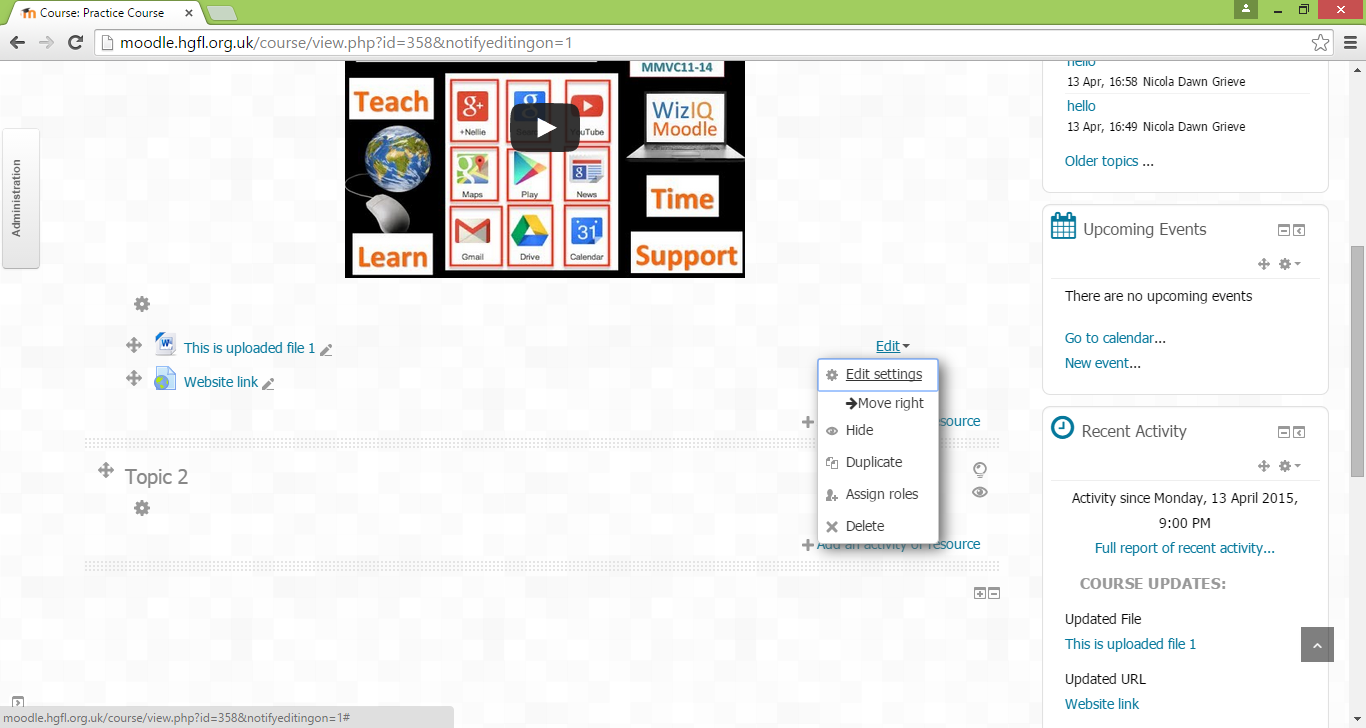 Course: Practice Course
moodle.hgfl.org.uk/course/view.php?id=358&notifyeditingon=1
Administration
MMVC11-14
Teach
+Nellie
YouTube
WizIQ
Moodle
Maps
Play
News
Time
31
Gmail
Drive
Calendar
Learn
Support
This is uploaded file 1
Edit
Website link
Edit settings
Move right
Hide
Duplicate
Assign roles
Delete
resource
Topic 2
Add an activity or resource
hello
13 Apr, 16:58 Nicola Dawn Grieve
hello
13 Apr, 16:49 Nicola Dawn Grieve
Older topics ...
Upcoming Events
There are no upcoming events
Go to calendar...
New event...
Recent Activity
Activity since Monday, 13 April 2015,
9:00 PM
Full report of recent activity...
COURSE UPDATES:
Updated File
This is uploaded file 1
Updated URL
Website link
moodle.hgfl.org.uk/course/view.php?id=358&notifyeditingon=1#